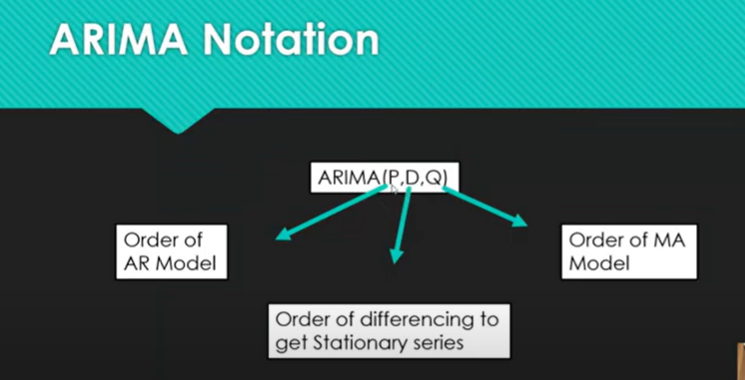 ARIMA Notation
ARIMA(P,D,Q)
Order of
AR Model
Order of MA
Model
Order of differencing to
get Stationary series